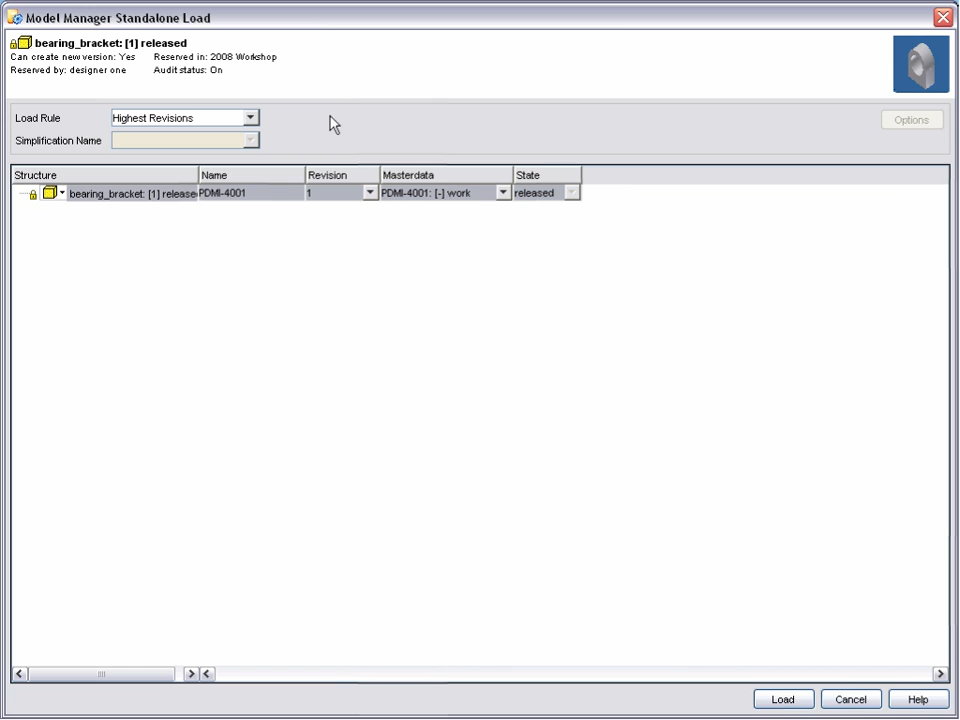 Model Manager Standalone Load
bearing_bracket: [1] released
Can create new version: Yes Reserved in: 2008 Workshop
Reserved by: designer one Audit status: On
Load Rule Highest Revisions Options
Simplification Name
Structure Name Revision Masterdata State
bearing_bracket: [1] release PDMI-4001 1 PDMI-4001: [-] work released
Load Cancel Help